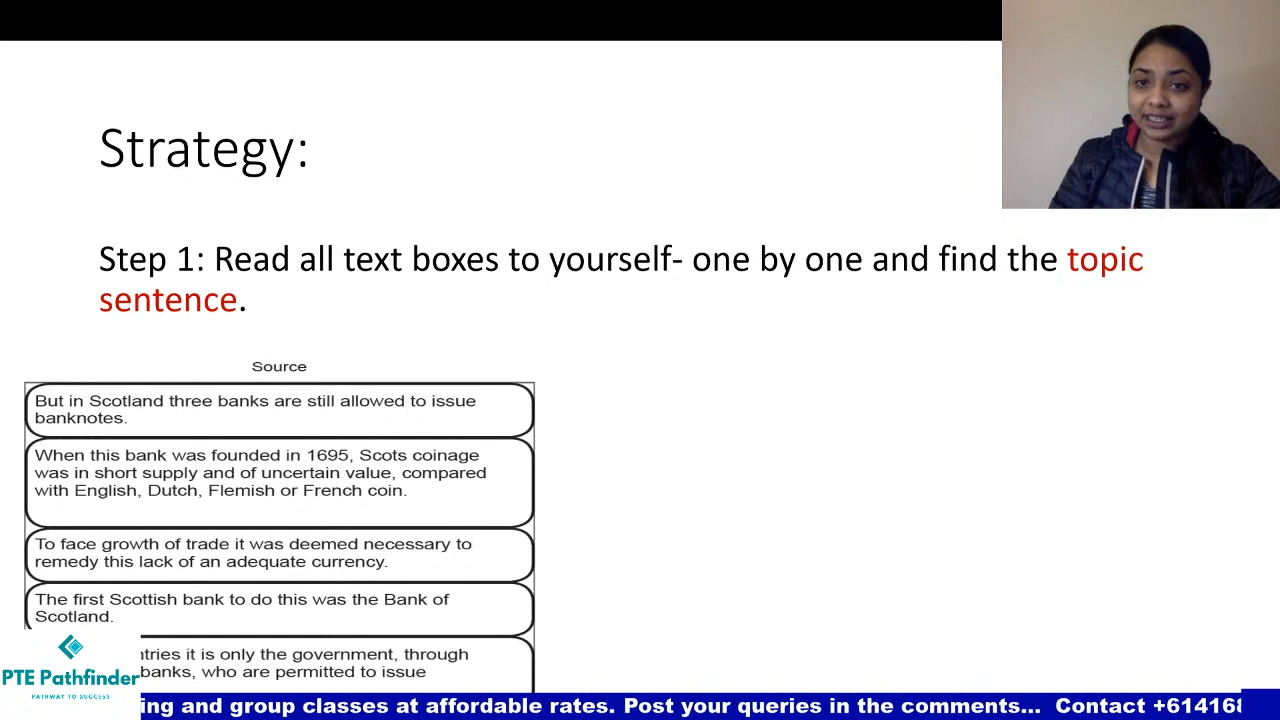 Strategy:
Step 1: Read all text boxes to yourself- one by one and find the topic
sentence.
Source
But in Scotland three banks are still allowed to issue
banknotes.
When this bank was founded in 1695, Scots coinage
was in short supply and of uncertain value, compared
with English, Dutch, Flemish or French coin.
To face growth of trade it was deemed necessary to
remedy this lack of an adequate currency.
The first Scottish bank to do this was the Bank of
Scotland.
it is only the government, through
banks, who are permitted to issue
PTE Pathfinder
PATHWAY TO SUCCESS
and group classes at affordable rates. Post your queries in the comments... Contact +614168